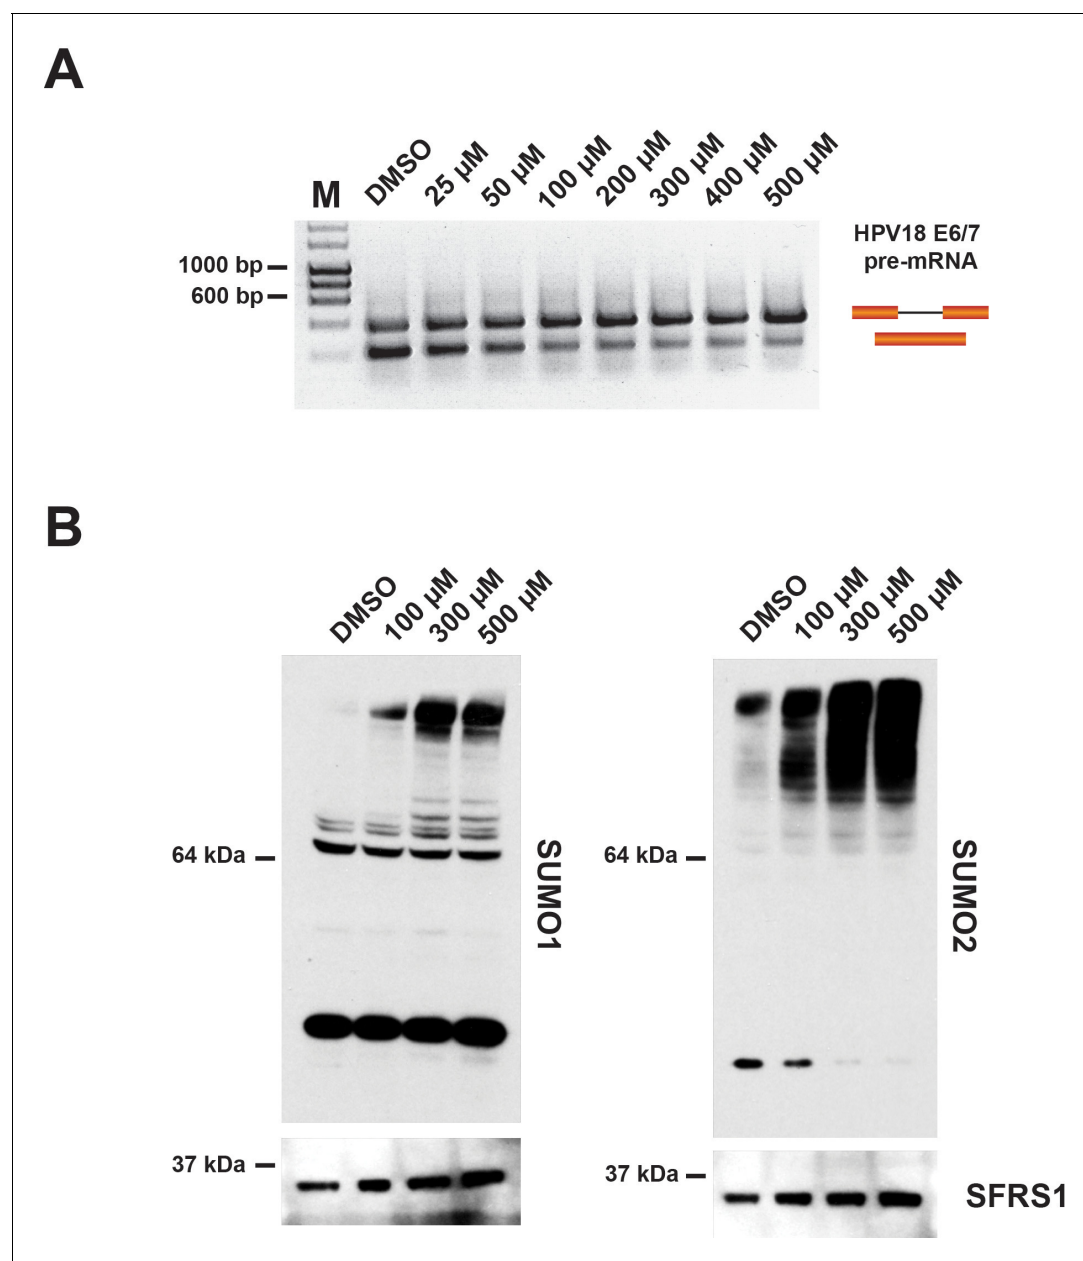 A
M DMSO 25 µM 50 µM 100 µM 200 µM 300 µM 400 µM 500 µM
1000 bp
600 bp
HPV18 E6/7
pre-mRNA
B
DMSO 100 µM 300 µM 500 µM
64 kDa
SUMO1
37 kDa
DMSO 100 µM 300 µM 500 µM
64 kDa
SUMO2
37 kDa
SFRS1